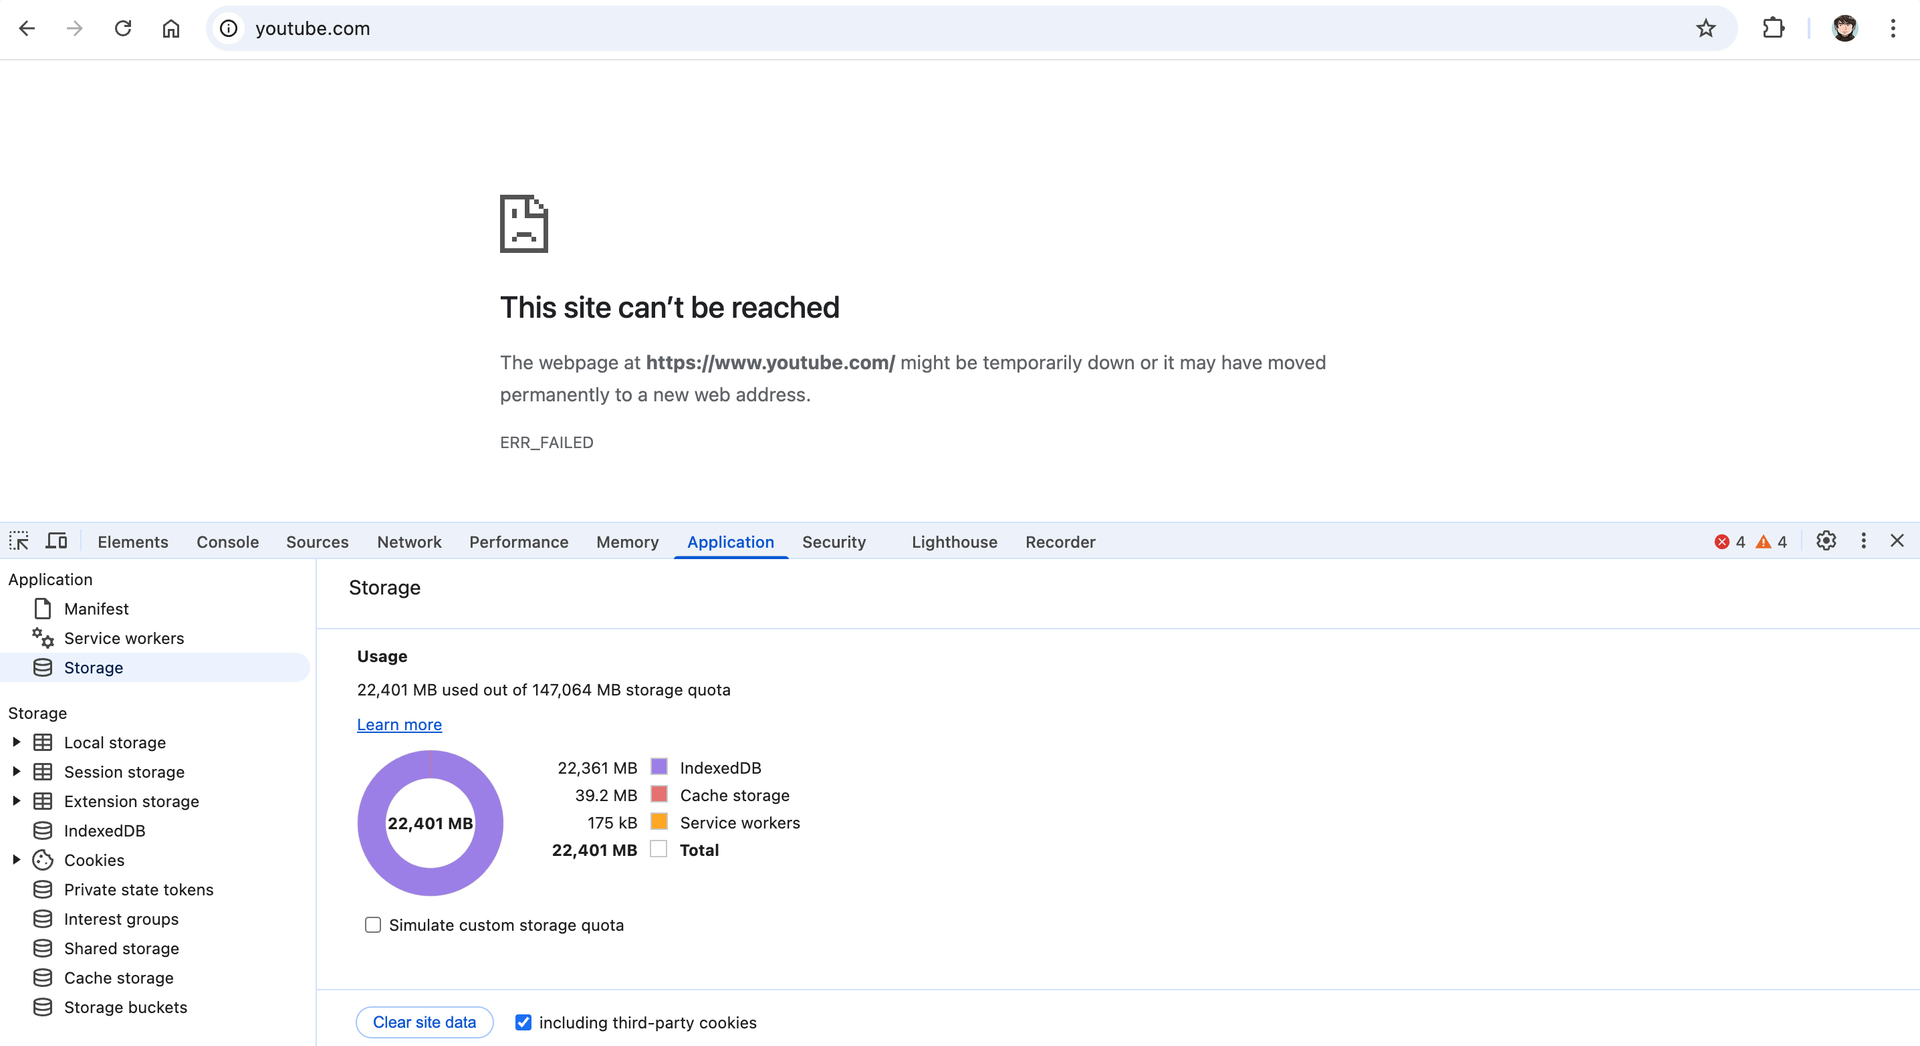 youtube.com
This site can’t be reached
The webpage at https://www.youtube.com/ might be temporarily down or it may have moved
permanently to a new web address.
ERR_FAILED
Elements Console Sources Network Performance Memory Application Security Lighthouse Recorder 4 4
Application
Manifest
Service workers
Storage
Storage
Local storage
Session storage
Extension storage
IndexedDB
Cookies
Private state tokens
Interest groups
Shared storage
Cache storage
Storage buckets
Storage
Usage
22,401 MB used out of 147,064 MB storage quota
Learn more
22,401 MB
22,361 MB IndexedDB
39.2 MB Cache storage
175 kB Service workers
22,401 MB Total
Simulate custom storage quota
Clear site data including third-party cookies